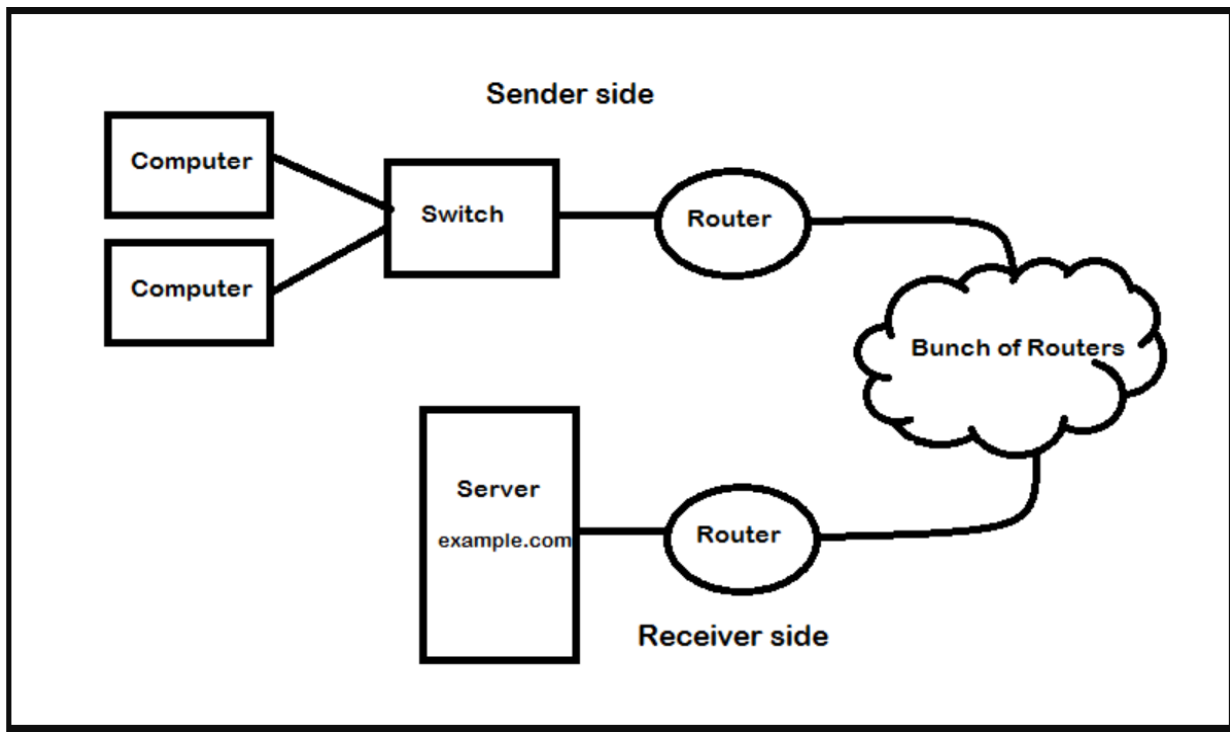 Sender side
Computer
Switch
Router
Computer
Bunch of Routers
Server
example.com
Router
Receiver side